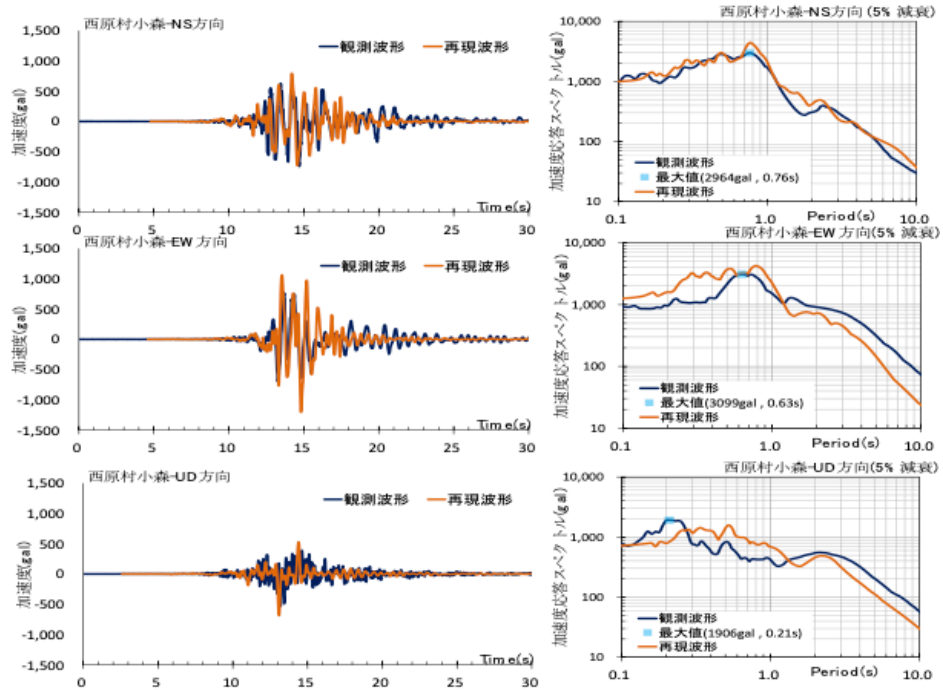 西原村小森-NS方向
観測波形 再現波形
加速度(gal)
1,500
1,000
500
0
-500
-1,000
-1,500
Time(s)
0 5 10 15 20 25 30
西原村小森-NS方向(5% 減衰)
加速度応答スペクトル(gal)
10,000
1,000
100
10
観測波形
最大値(2964gal , 0.76s)
再現波形
0.1 1.0 10.0
Period(s)
西原村小森-EW方向
観測波形 再現波形
加速度(gal)
1,500
1,000
500
0
-500
-1,000
-1,500
Time(s)
0 5 10 15 20 25 30
西原村小森-EW方向(5% 減衰)
加速度応答スペクトル(gal)
10,000
1,000
100
10
観測波形
最大値(3099gal , 0.63s)
再現波形
0.1 1.0 10.0
Period(s)
西原村小森-UD方向
観測波形 再現波形
加速度(gal)
1,500
1,000
500
0
-500
-1,000
-1,500
Time(s)
0 5 10 15 20 25 30
西原村小森-UD方向(5% 減衰)
加速度応答スペクトル(gal)
10,000
1,000
100
10
観測波形
最大値(1906gal , 0.21s)
再現波形
0.1 1.0 10.0
Period(s)